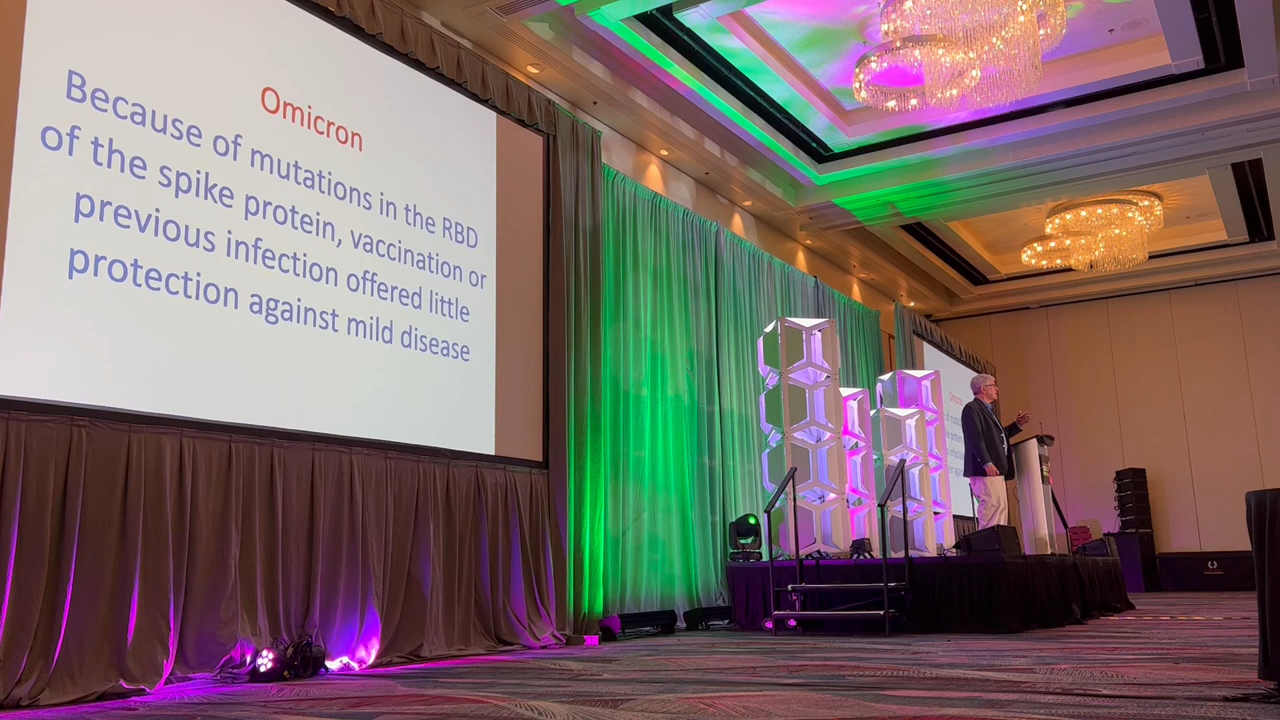 Omicron
Because of mutations in the RBD
of the spike protein, vaccination or
previous infection offered little
protection against mild disease
Omicron